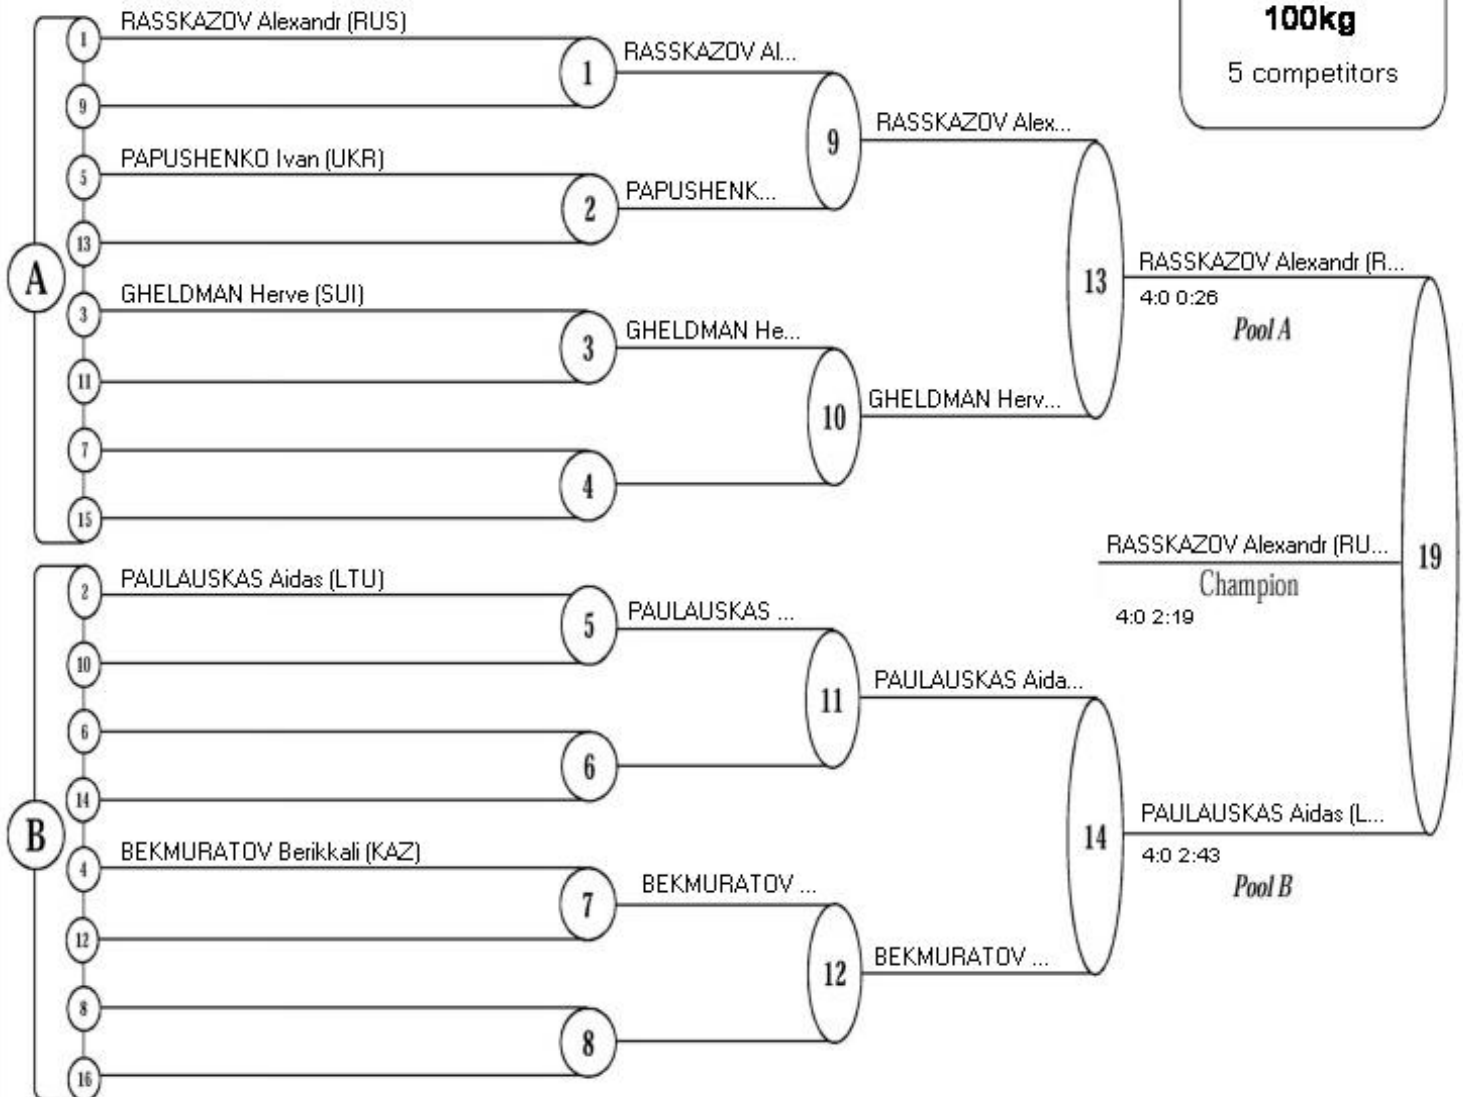 100kg
5 competitors
A
1
RASSKAZOV Alexandr (RUS)
9
1
RASSKAZOV Al...
5
PAPUSHENKO Ivan (UKR)
13
2
PAPUSHENK...
9
RASSKAZOV Alex...
3
GHELDMAN Herve (SUI)
11
3
GHELDMAN He...
7
15
4
10
GHELDMAN Herv...
13
RASSKAZOV Alexandr (R...
4:0 0:26
Pool A
B
2
PAULAUSKAS Aidas (LTU)
10
5
PAULAUSKAS ...
6
14
6
11
PAULAUSKAS Aida...
4
BEKMURATOV Berikkali (KAZ)
12
7
BEKMURATOV ...
8
16
8
12
BEKMURATOV ...
14
PAULAUSKAS Aidas (L...
4:0 2:43
Pool B
19
RASSKAZOV Alexandr (RU...
Champion
4:0 2:19